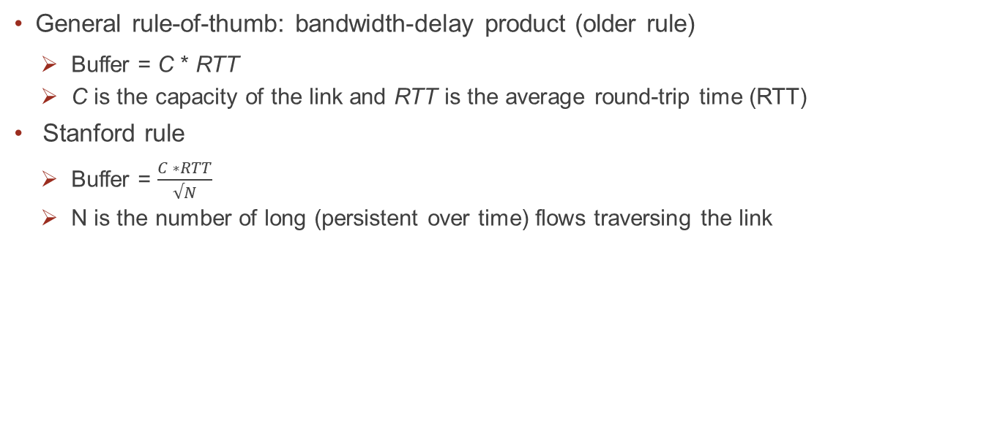 • General rule-of-thumb: bandwidth-delay product (older rule)
➢ Buffer = C * RTT
➢ C is the capacity of the link and RTT is the average round-trip time (RTT)
• Stanford rule
➢ Buffer = \frac{C *RTT}{\sqrt{N}}
➢ N is the number of long (persistent over time) flows traversing the link